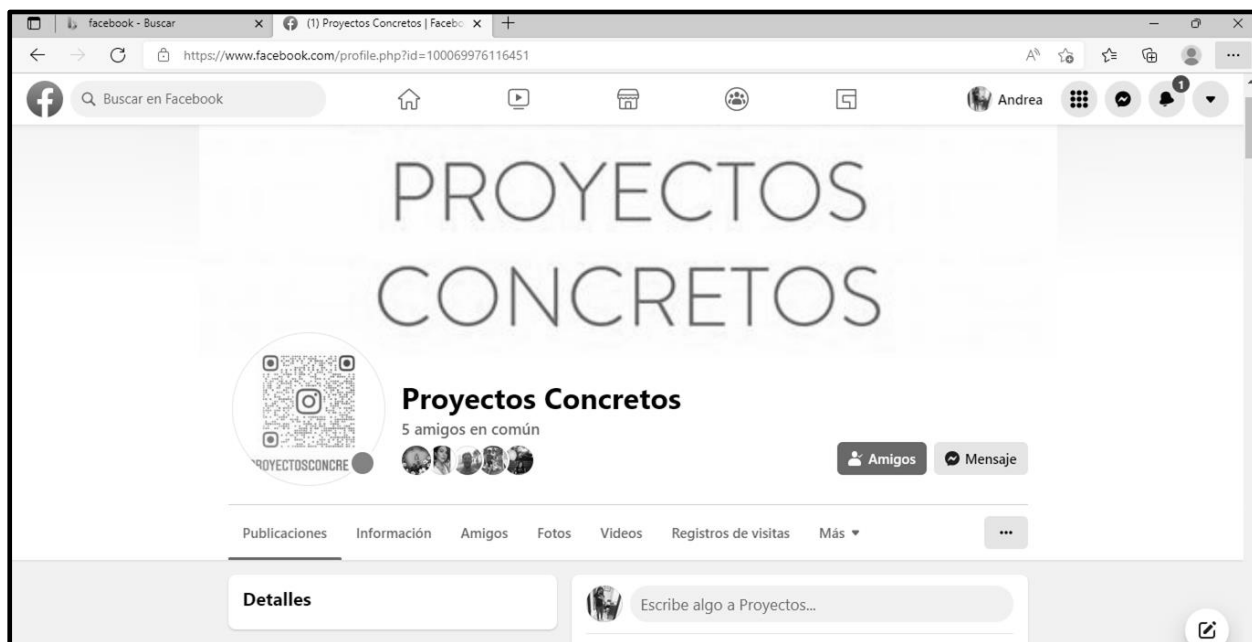 facebook - Buscar
(1) Proyectos Concretos | Facebo
https://www.facebook.com/profile.php?id=100069976116451
Buscar en Facebook
Andrea
1
PROYECTOS
CONCRETOS
PROYECTOSCONCRE
Proyectos Concretos
5 amigos en común
Amigos
Mensaje
Publicaciones
Información
Amigos
Fotos
Videos
Registros de visitas
Más
Detalles
Escribe algo a Proyectos...